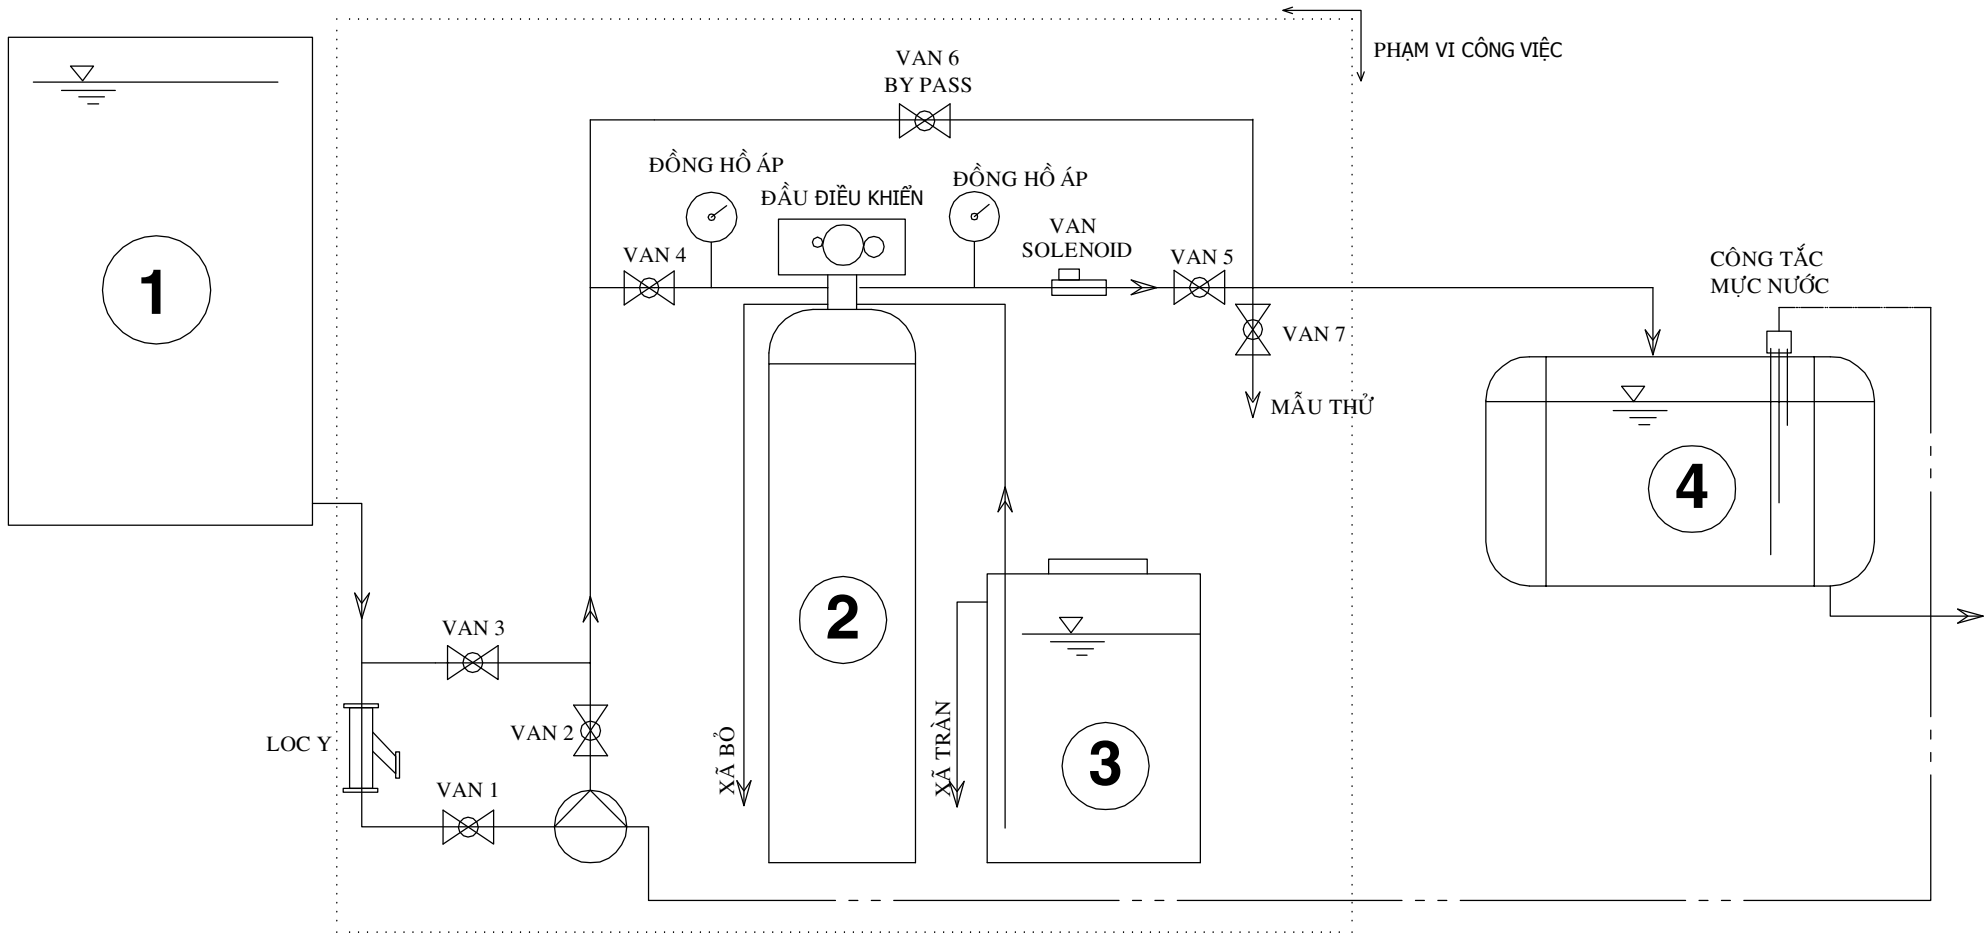 PHẠM VI CÔNG VIỆC
VAN 6
BY PASS
ĐỒNG HỒ ÁP
ĐẦU ĐIỀU KHIỂN
ĐỒNG HỒ ÁP
VAN
SOLENOID
VAN 4
VAN 5
CÔNG TẮC
MỰC NƯỚC
1
VAN 7
MẪU THỬ
4
2
VAN 3
LOC Y
VAN 2
XÃ BỎ
XÃ TRÀN
3
VAN 1